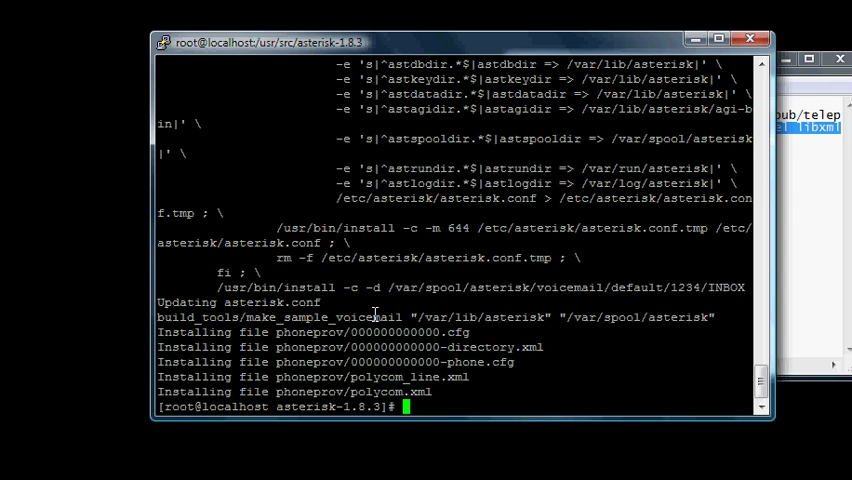 root@localhost:/usr/src/asterisk-1.8.3
-e 's|^astdbdir.*$|astdbdir => /var/lib/asterisk|' \
-e 's|^astkeydir.*$|astkeydir => /var/lib/asterisk|' \
-e 's|^astdatadir.*$|astdatadir => /var/lib/asterisk|' \
-e 's|^astagidir.*$|astagidir => /var/lib/asterisk/agi-b
in|' \
-e 's|^astspooldir.*$|astspooldir => /var/spool/asterisk
|' \
-e 's|^astrundir.*$|astrundir => /var/run/asterisk|' \
-e 's|^astlogdir.*$|astlogdir => /var/log/asterisk|' \
/etc/asterisk/asterisk.conf > /etc/asterisk/asterisk.con
f.tmp ; \
/usr/bin/install -c -m 644 /etc/asterisk/asterisk.conf.tmp /etc/
asterisk/asterisk.conf ; \
rm -f /etc/asterisk/asterisk.conf.tmp ; \
fi ; \
/usr/bin/install -c -d /var/spool/asterisk/voicemail/default/1234/INBOX
Updating asterisk.conf
build_tools/make_sample_voicemail "/var/lib/asterisk" "/var/spool/asterisk"
Installing file phoneprov/000000000000.cfg
Installing file phoneprov/000000000000-directory.xml
Installing file phoneprov/000000000000-phone.cfg
Installing file phoneprov/polycom_line.xml
Installing file phoneprov/polycom.xml
[root@localhost asterisk-1.8.3]#
pub/telep
el libxml